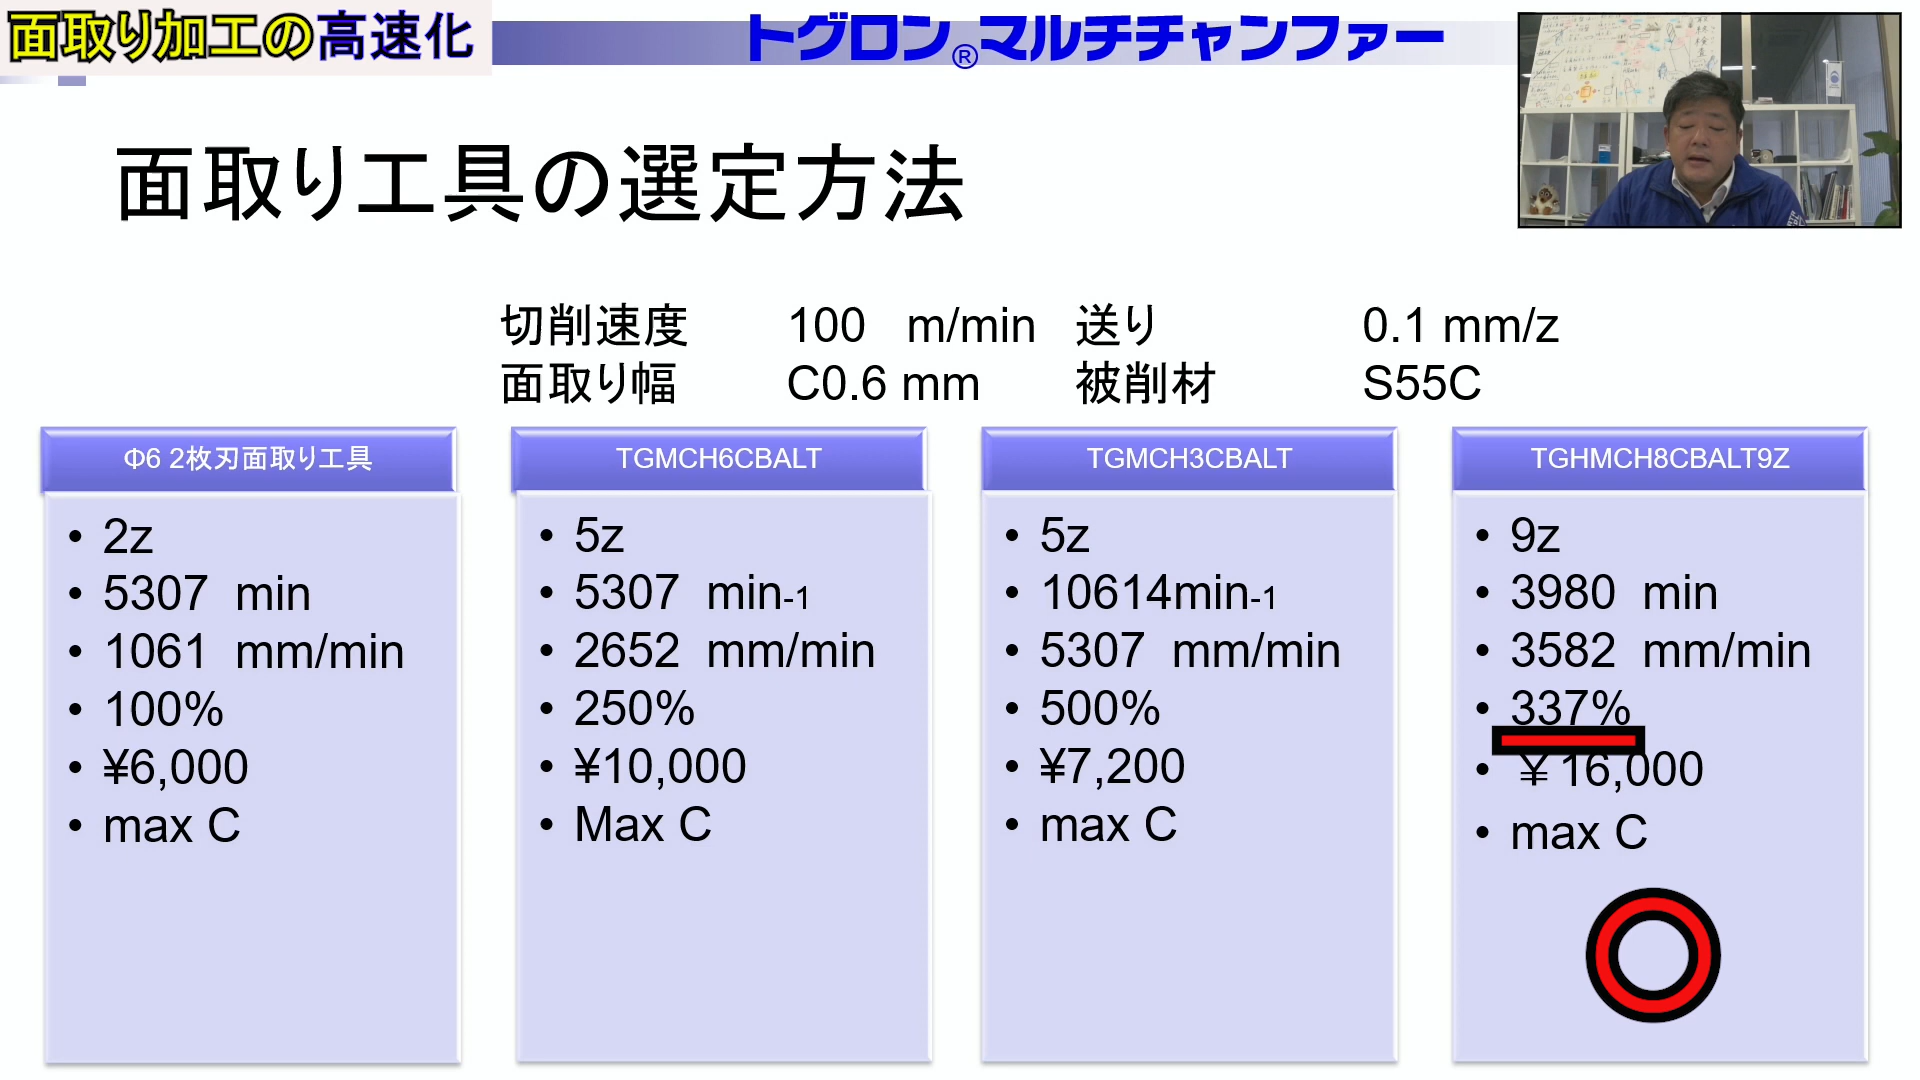 面取り加工の高速化
トグロン®マルチチャンファー
面取り工具の選定方法
切削速度 100 m/min 送り 0.1 mm/z
面取り幅 C0.6 mm 被削材 S55C
Φ6 2枚刃面取り工具
• 2z
• 5307 min
• 1061 mm/min
• 100%
• ¥6,000
• max C
TGMCH6CBALT
• 5z
• 5307 min-1
• 2652 mm/min
• 250%
• ¥10,000
• Max C
TGMCH3CBALT
• 5z
• 10614min-1
• 5307 mm/min
• 500%
• ¥7,200
• max C
TGHMCH8CBALT9Z
• 9z
• 3980 min
• 3582 mm/min
• 337%
• ￥16,000
• max C